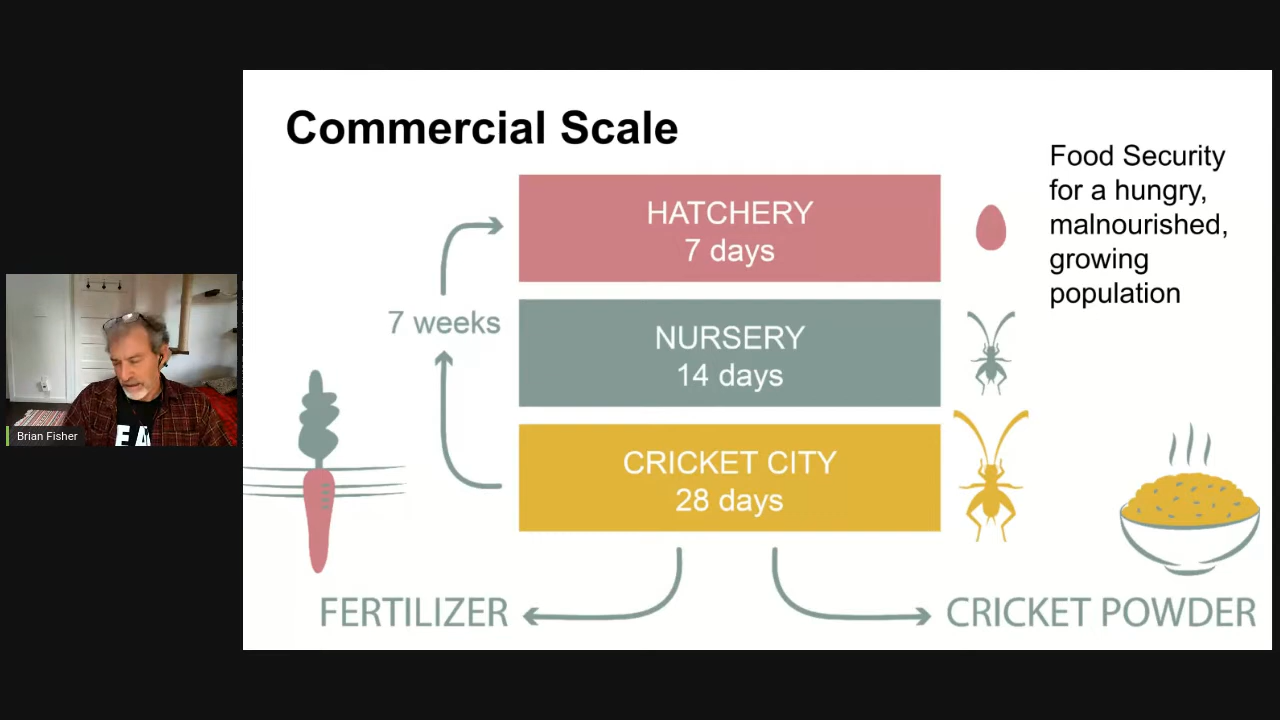 Commercial Scale
Food Security
for a hungry,
malnourished,
growing
population
HATCHERY
7 days
7 weeks
NURSERY
14 days
CRICKET CITY
28 days
FERTILIZER
CRICKET POWDER
Brian Fisher